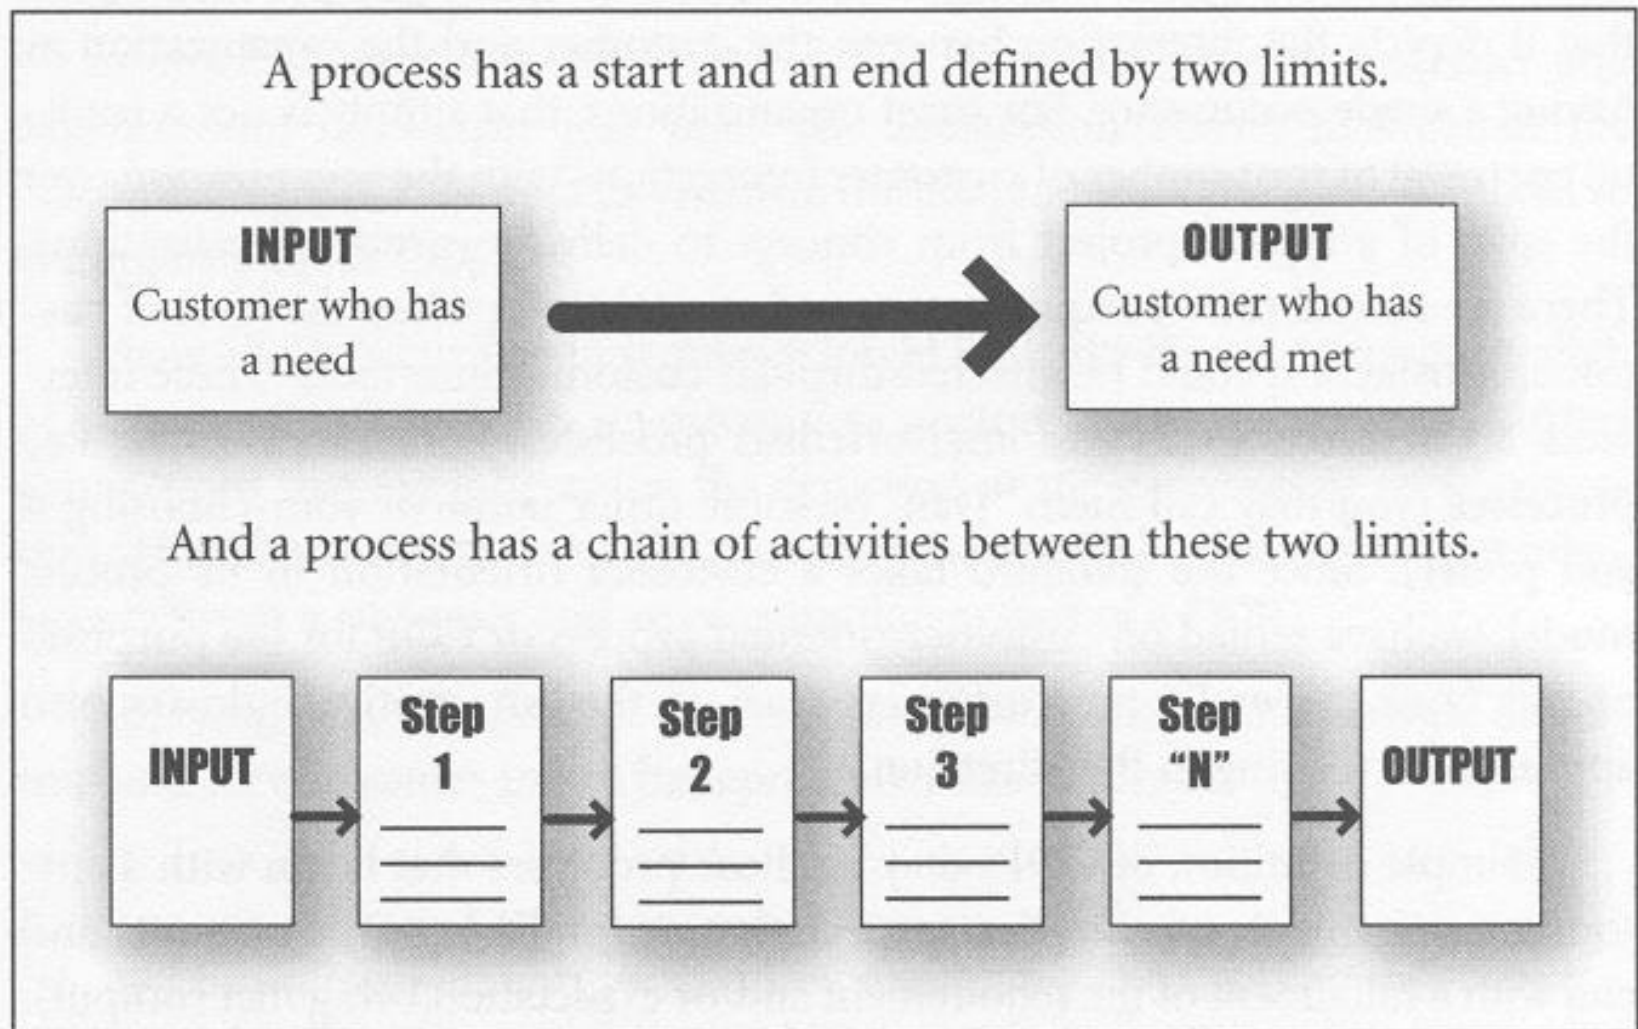 A process has a start and an end defined by two limits.
INPUT
Customer who has
a need
OUTPUT
Customer who has
a need met
And a process has a chain of activities between these two limits.
INPUT
Step
1
Step
2
Step
3
Step
“N”
OUTPUT